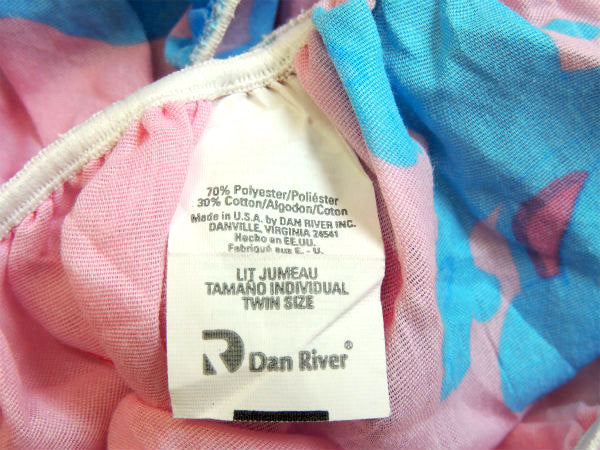 70% Polyester/Poliéster
30% Cotton/Algodon/Coton
Made in U.S.A. by DAN RIVER INC.
DANVILLE, VIRGINIA 24541
Hecho en EE.UU.
Fabriqué aux E. - U.
LIT JUMEAU
TAMAÑO INDIVIDUAL
TWIN SIZE
Dan River®